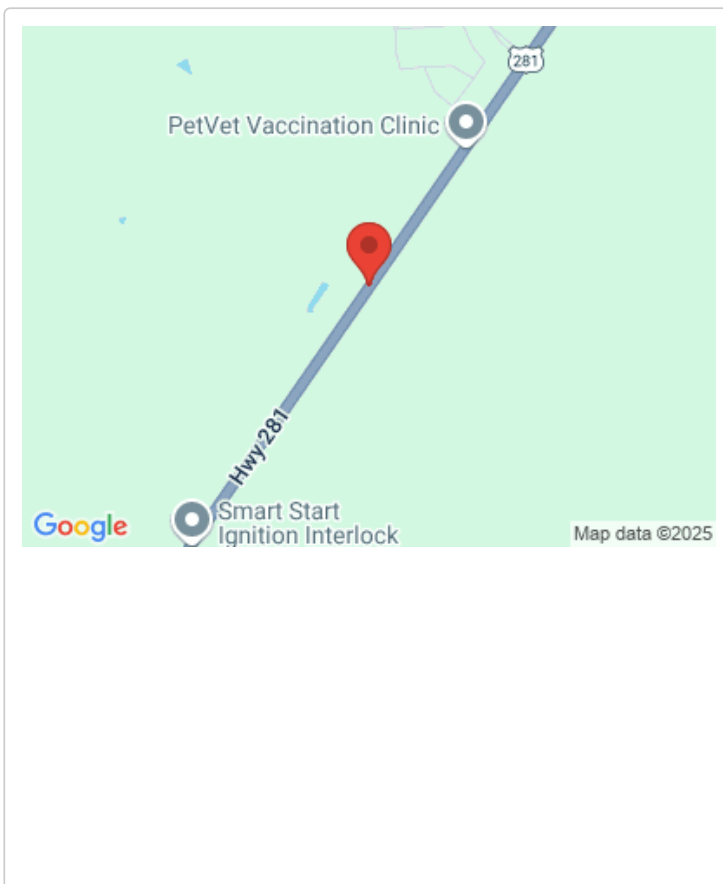 281
PetVet Vaccination Clinic
Hwy 281
Smart Start
Ignition Interlock
Google
Map data ©2025